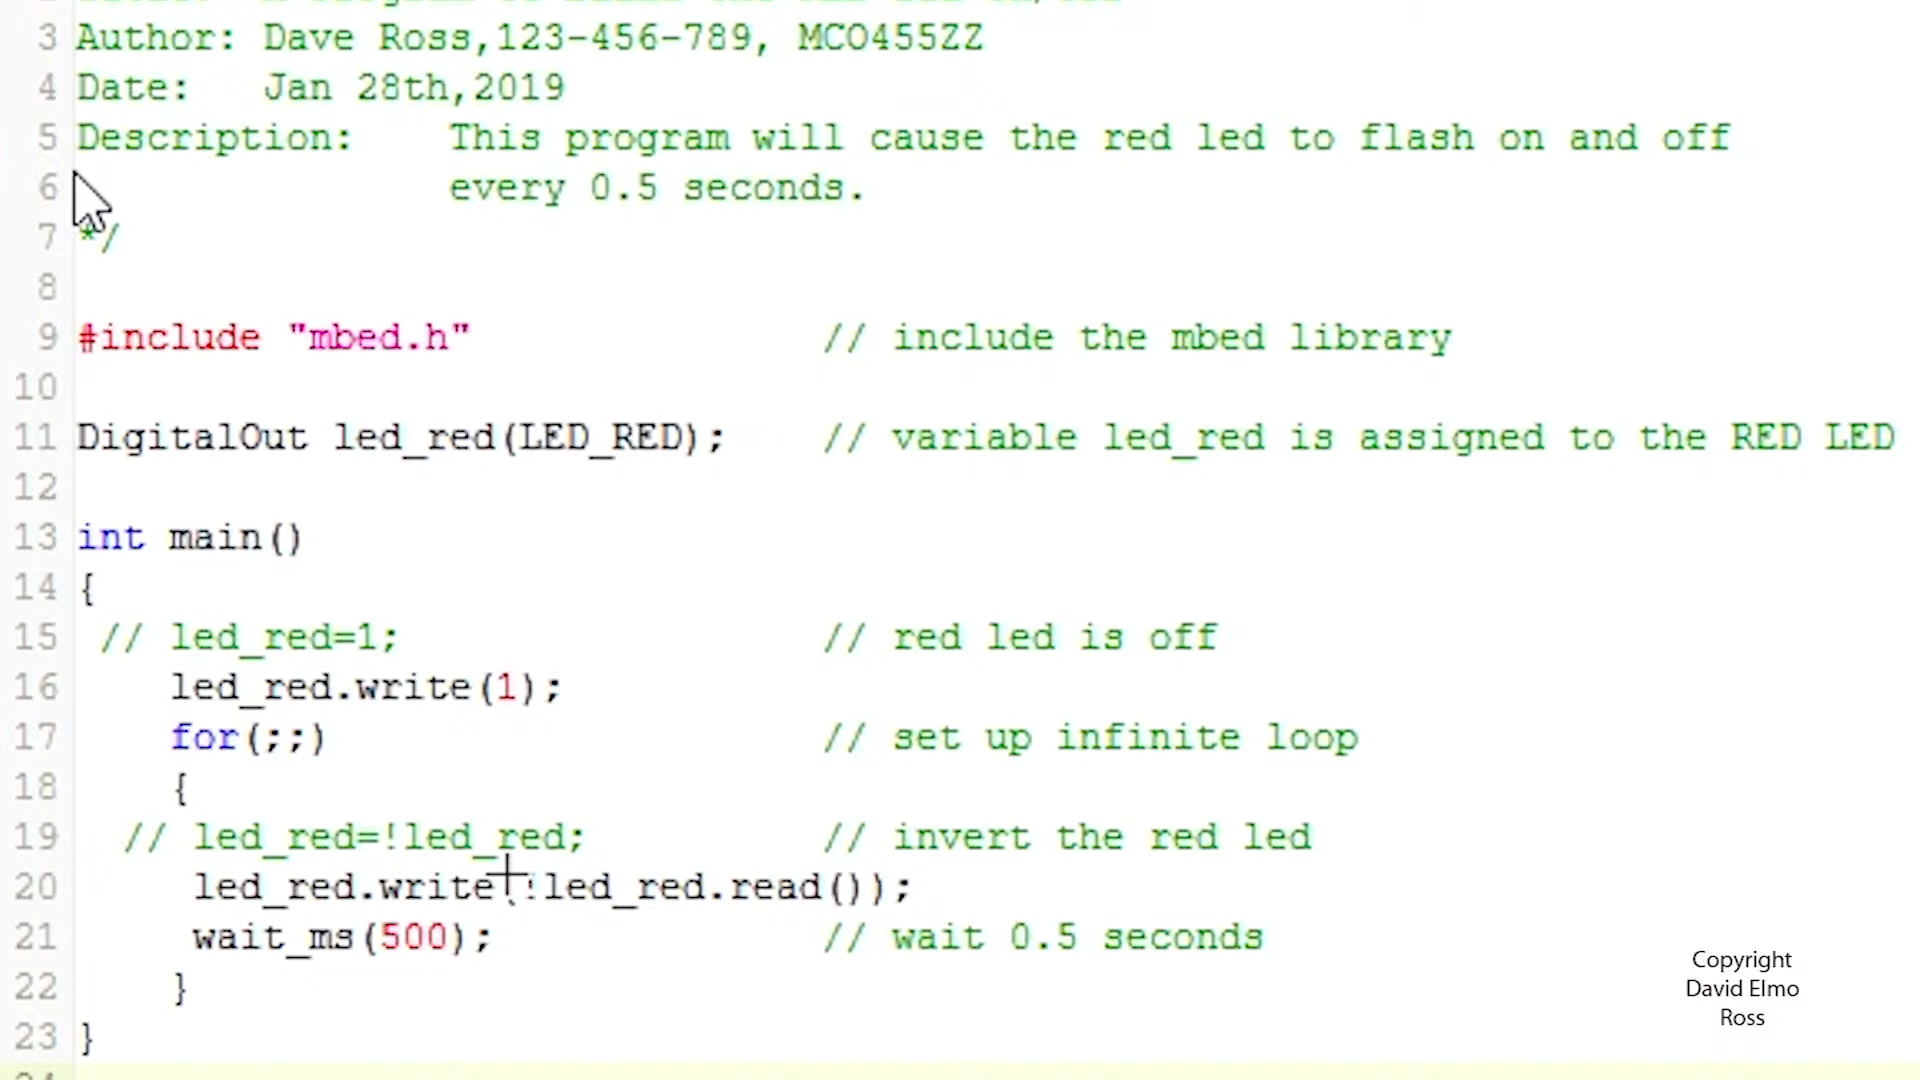 3 Author: Dave Ross,123-456-789, MCO455ZZ
4 Date: Jan 28th,2019
5 Description: This program will cause the red led to flash on and off
6 every 0.5 seconds.
7 */
8
9 #include "mbed.h" // include the mbed library
10
11 DigitalOut led_red(LED_RED); // variable led_red is assigned to the RED LED
12
13 int main()
14 {
15 // led_red=1; // red led is off
16 led_red.write(1);
17 for(;;) // set up infinite loop
18 {
19 // led_red=!led_red; // invert the red led
20 led_red.write(!led_red.read());
21 wait_ms(500); // wait 0.5 seconds
22 }
23 }
Copyright
David Elmo
Ross